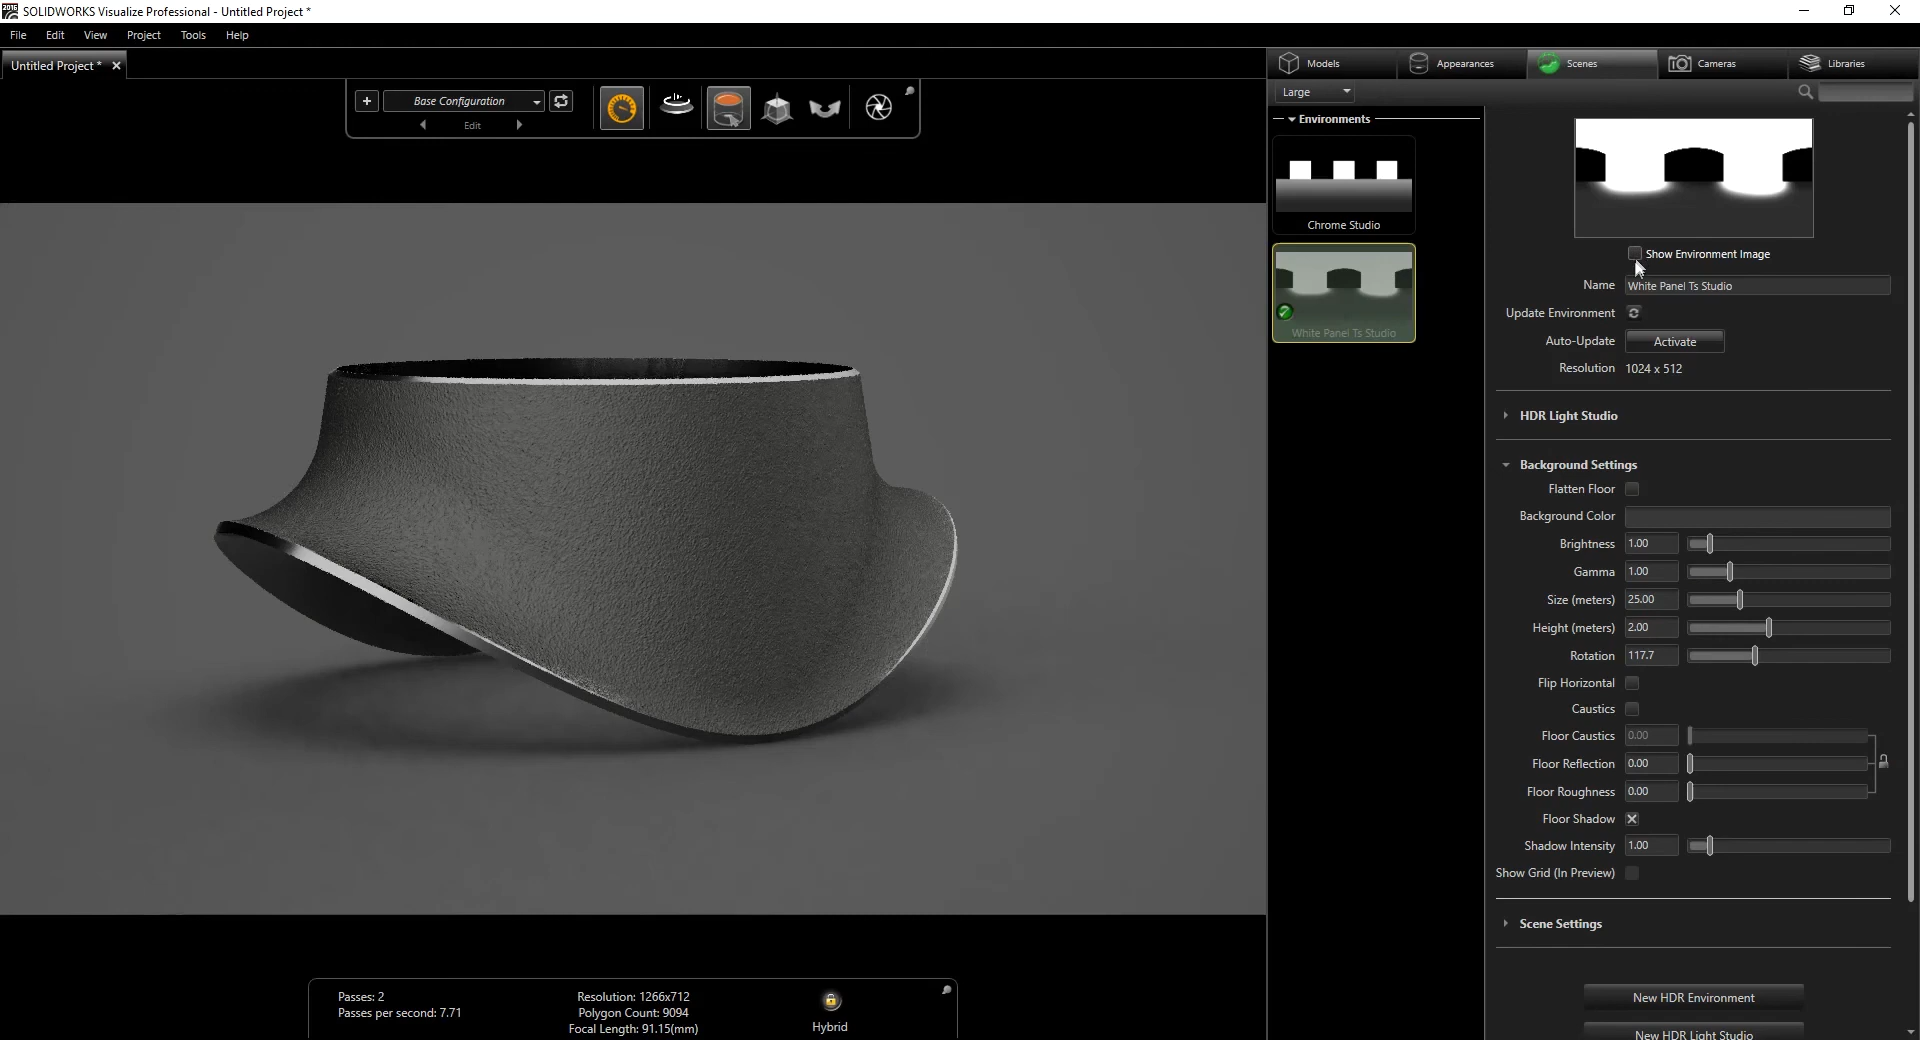 2016 SOLIDWORKS Visualize Professional - Untitled Project *
File Edit View Project Tools Help
Untitled Project *
Models Appearances Scenes Cameras Libraries
Base Configuration
Edit
Large
Environments
Chrome Studio
White Panel Ts Studio
Show Environment Image
Name White Panel Ts Studio
Update Environment
Auto-Update Activate
Resolution 1024 x 512
HDR Light Studio
Background Settings
Flatten Floor
Background Color
Brightness 1.00
Gamma 1.00
Size (meters) 25.00
Height (meters) 2.00
Rotation 117.7
Flip Horizontal
Caustics
Floor Caustics 0.00
Floor Reflection 0.00
Floor Roughness 0.00
Floor Shadow
Shadow Intensity 1.00
Show Grid (In Preview)
Scene Settings
New HDR Environment
New HDR Light Studio
Passes: 2
Passes per second: 7.71
Resolution: 1266x712
Polygon Count: 9094
Focal Length: 91.15(mm)
Hybrid